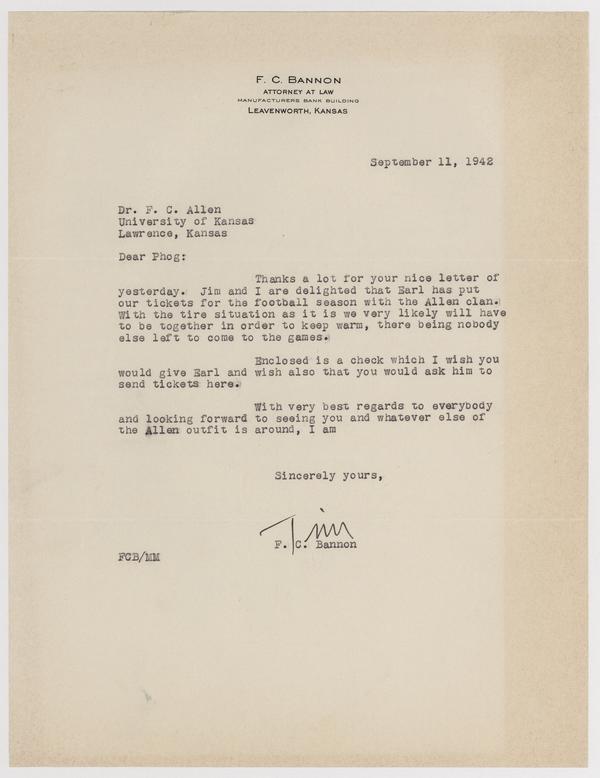 F. C. BANNON
ATTORNEY AT LAW
MANUFACTURERS BANK BUILDING
LEAVENWORTH, KANSAS
September 11, 1942
Dr. F. C. Allen
University of Kansas
Lawrence, Kansas
Dear Phog:
Thanks a lot for your nice letter of
yesterday. Jim and I are delighted that Earl has put
our tickets for the football season with the Allen clan.
With the tire situation as it is we very likely will have
to be together in order to keep warm, there being nobody
else left to come to the games.
Enclosed is a check which I wish you
would give Earl and wish also that you would ask him to
send tickets here.
With very best regards to everybody
and looking forward to seeing you and whatever else of
the Allen outfit is around, I am
Sincerely yours,
Tim
F. C. Bannon
FCB/MM